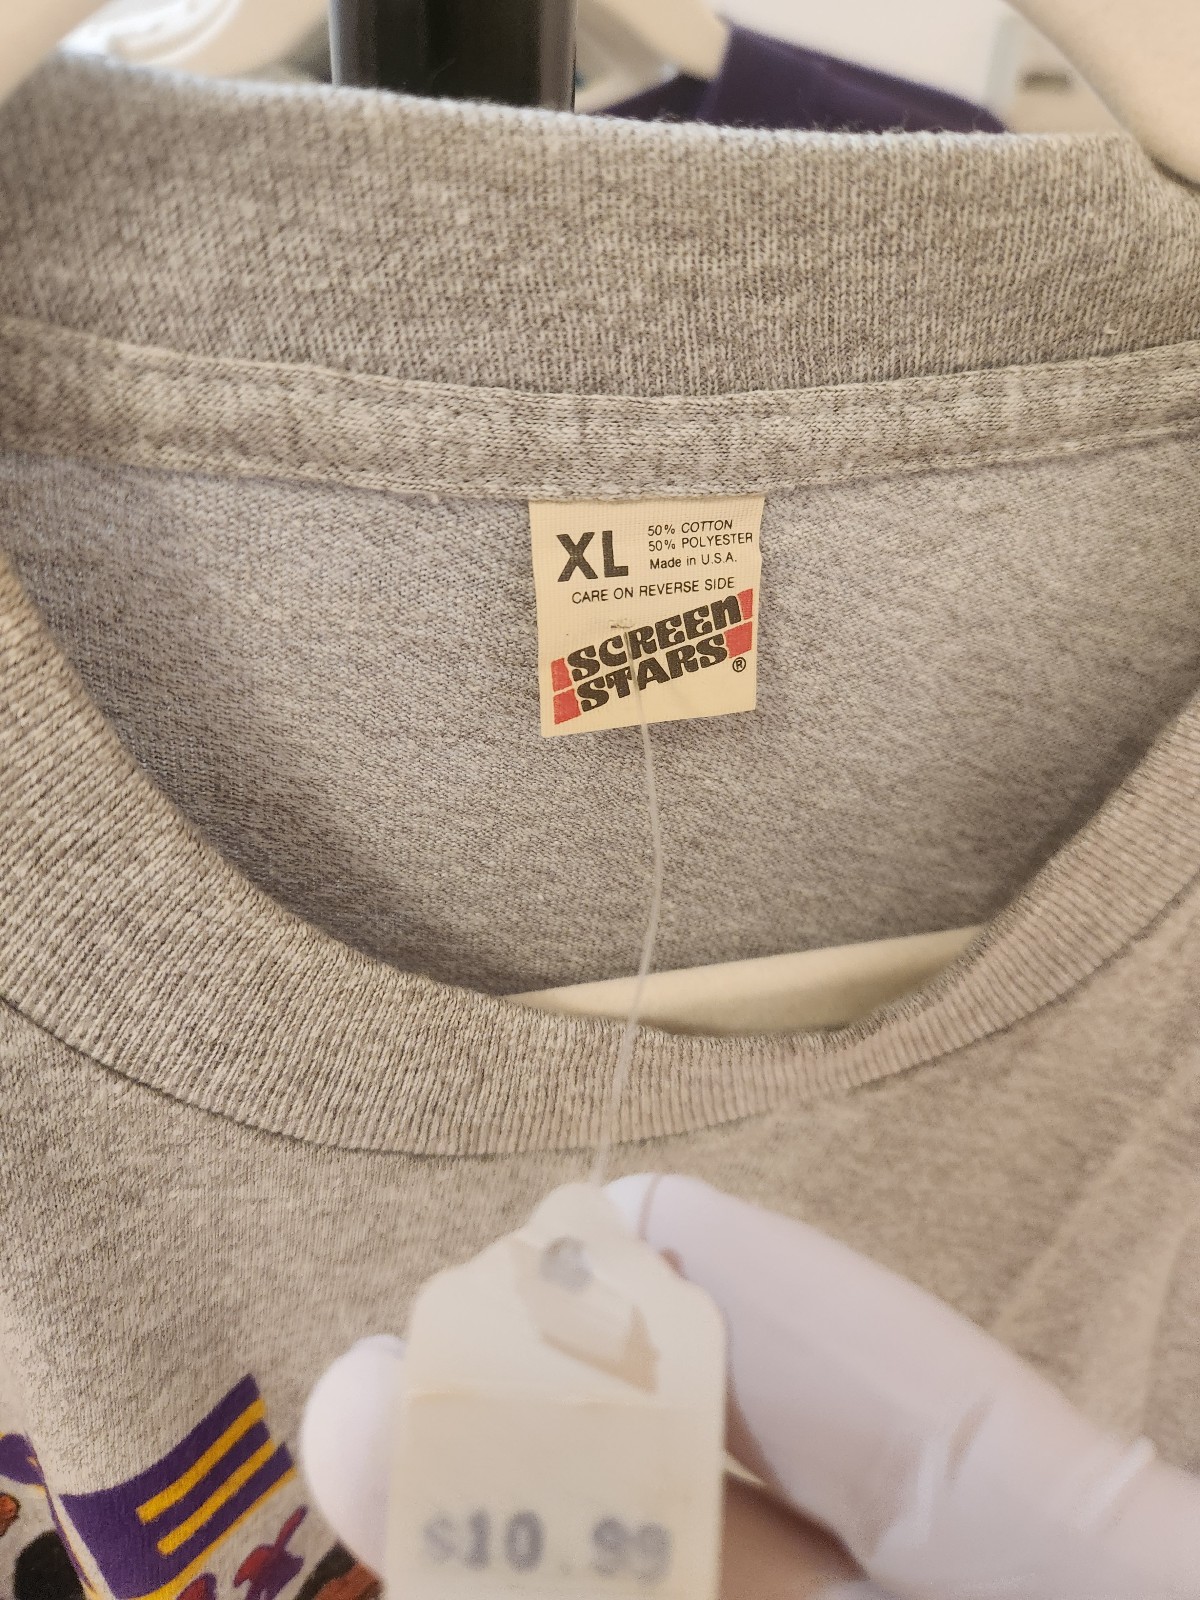 XL
50% COTTON
50% POLYESTER
Made in U.S.A.
CARE ON REVERSE SIDE
SCREEN
STARS®
$10.99